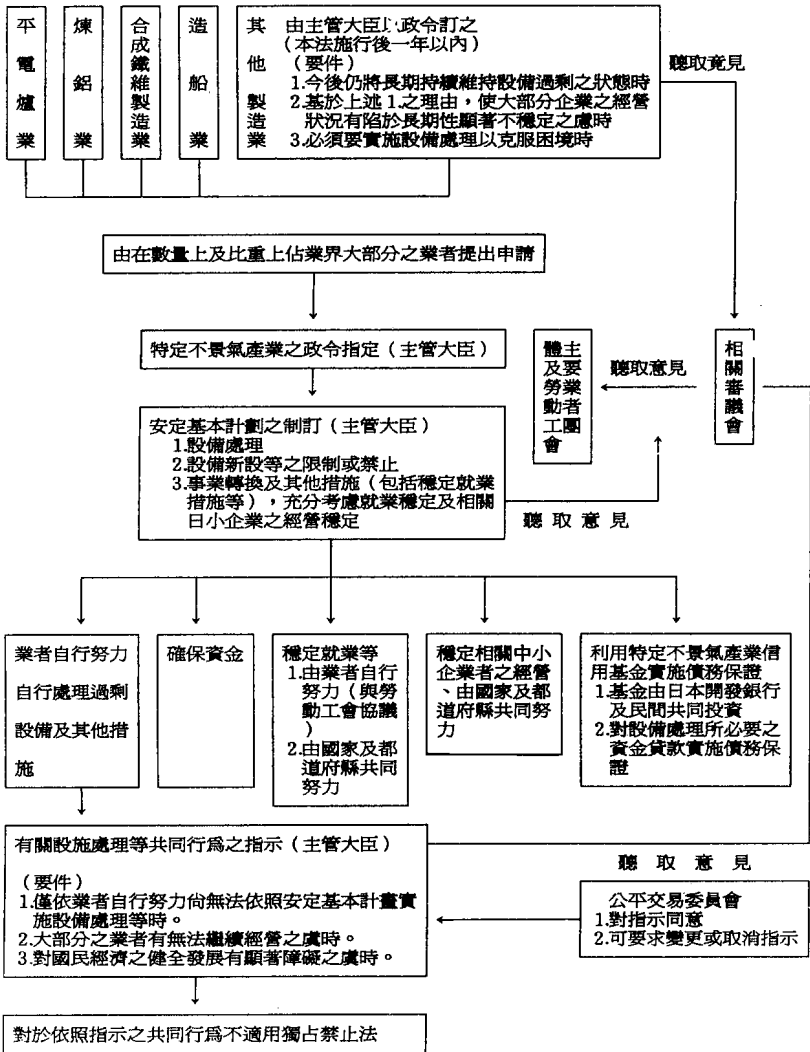 平電爐業
煉鋁業
合成鐵維製造業
造船業
其他製造業
由主管大臣以政令訂之
（本法施行後一年以內）
（要件）
1.今後仍將長期持續維持設備過剩之狀態時
2.基於上述1.之理由，使大部分企業之經營
狀況有陷於長期性顯著不穩定之慮時
3.必須要實施設備處理以克服困境時
聽取意見
由在數量上及比重上佔業界大部分之業者提出申請
特定不景氣產業之政令指定（主管大臣）
主要業者團
體及勞動工會
聽取意見
相關審議會
安定基本計劃之制訂（主管大臣）
1.設備處理
2.設備新設等之限制或禁止
3.事業轉換及其他措施（包括穩定就業
措施等），充分考慮就業穩定及相關
日小企業之經營穩定
聽取意見
業者自行努力
自行處理過剩
設備及其他措
施
確保資金
穩定就業等
1.由業者自行
努力（與勞
動工會協議
）
2.由國家及都
道府縣共同
努力
穩定相關中小
企業者之經營
、由國家及都
道府縣共同努
力
利用特定不景氣產業信
用基金實施債務保證
1.基金由日本開發銀行
及民間共同投資
2.對設備處理所必要之
資金貸款實施債務保
證
有關設施處理等共同行為之指示（主管大臣）
（要件）
1.僅依業者自行努力尚無法依照安定基本計畫實
施設備處理等時。
2.大部分之業者有無法繼續經營之虞時。
3.對國民經濟之健全發展有顯著障礙之虞時。
聽取意見
公平交易委員會
1.對指示同意
2.可要求變更或取消指示
對於依照指示之共同行為不適用獨占禁止法